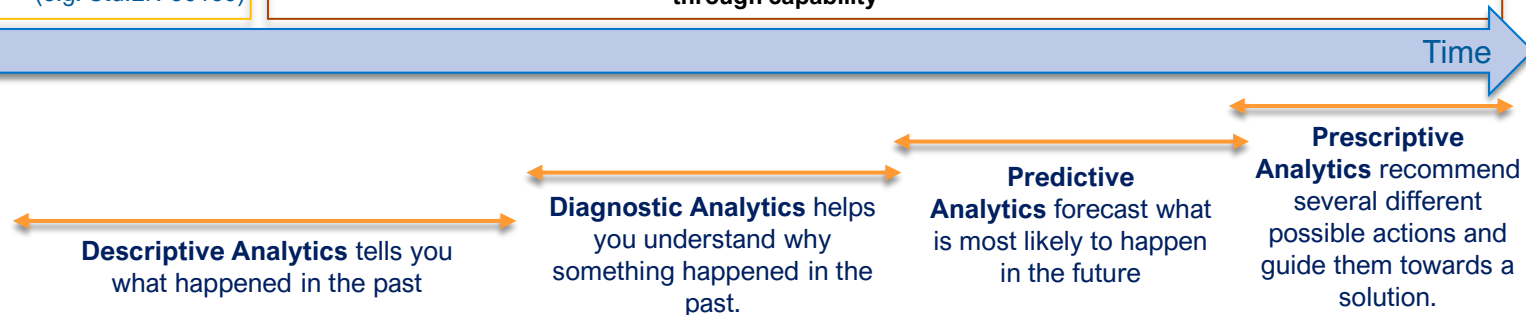 through capability
Time
Descriptive Analytics tells you
what happened in the past
Diagnostic Analytics helps
you understand why
something happened in the
past.
Predictive
Analytics forecast what
is most likely to happen
in the future
Prescriptive
Analytics recommend
several different
possible actions and
guide them towards a
solution.